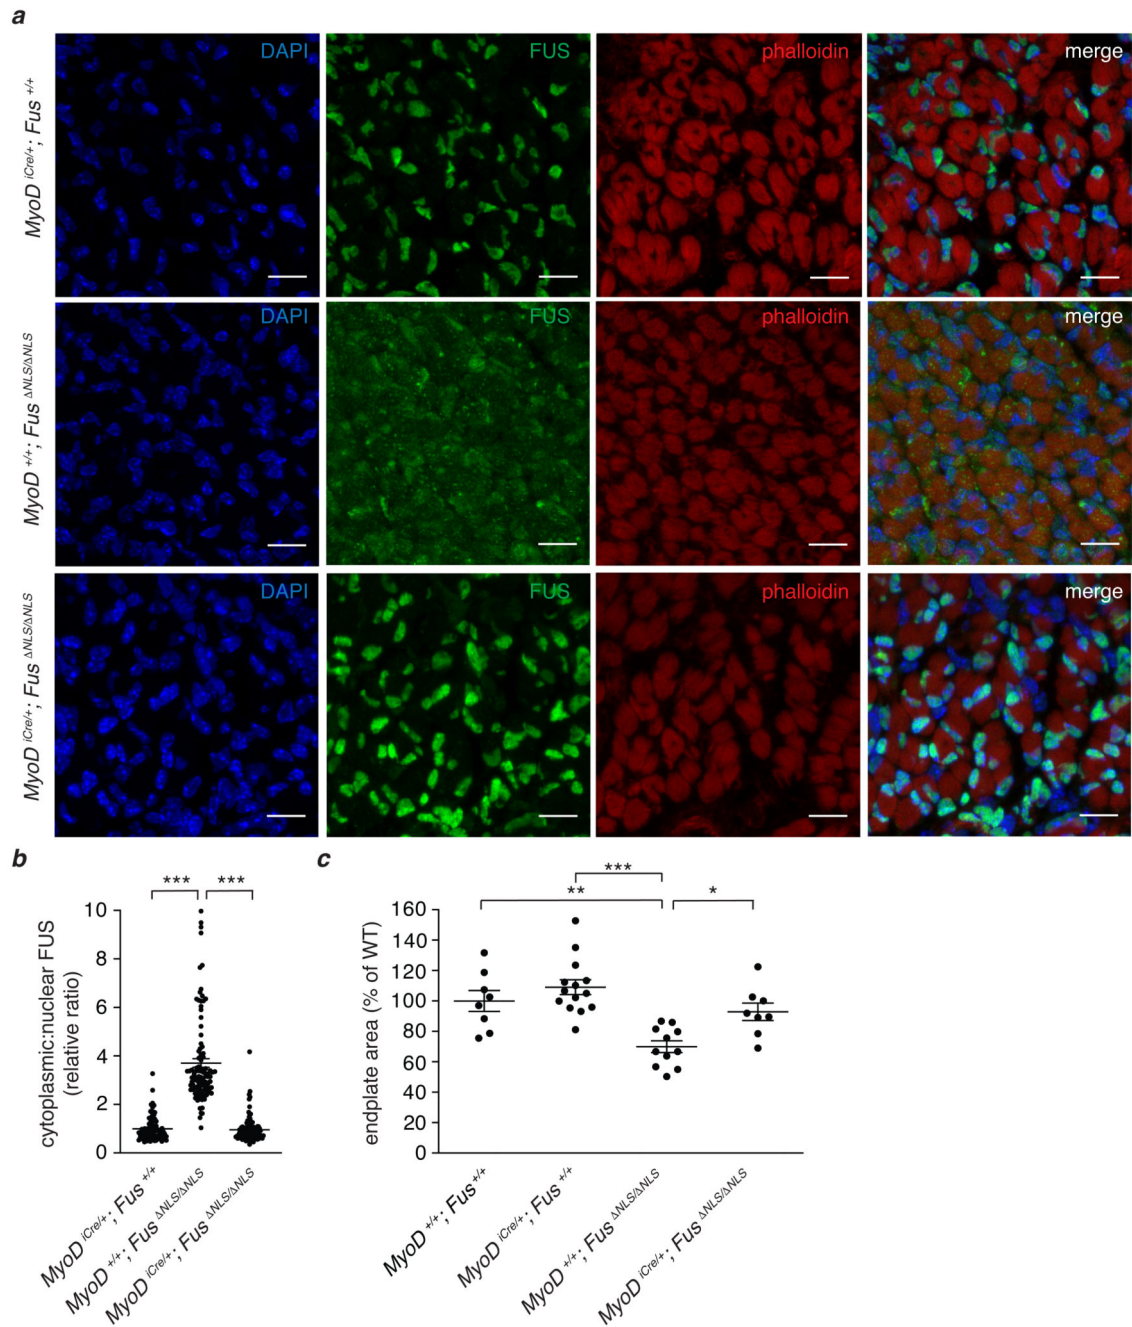 a
DAPI FUS phalloidin merge
MyoD iCre/+; Fus +/+
DAPI FUS phalloidin merge
MyoD +/+; Fus ΔNLS/ΔNLS
DAPI FUS phalloidin merge
MyoD iCre/+; Fus ΔNLS/ΔNLS
b
*** ***
cytoplasmic:nuclear FUS
(relative ratio)
10
8
6
4
2
0
MyoD iCre/+; Fus +/+
MyoD +/+; Fus ΔNLS/ΔNLS
MyoD iCre/+; Fus ΔNLS/ΔNLS
c
***
** *
endplate area (% of WT)
160
140
120
100
80
60
40
20
0
MyoD +/+; Fus +/+
MyoD iCre/+; Fus +/+
MyoD +/+; Fus ΔNLS/ΔNLS
MyoD iCre/+; Fus ΔNLS/ΔNLS